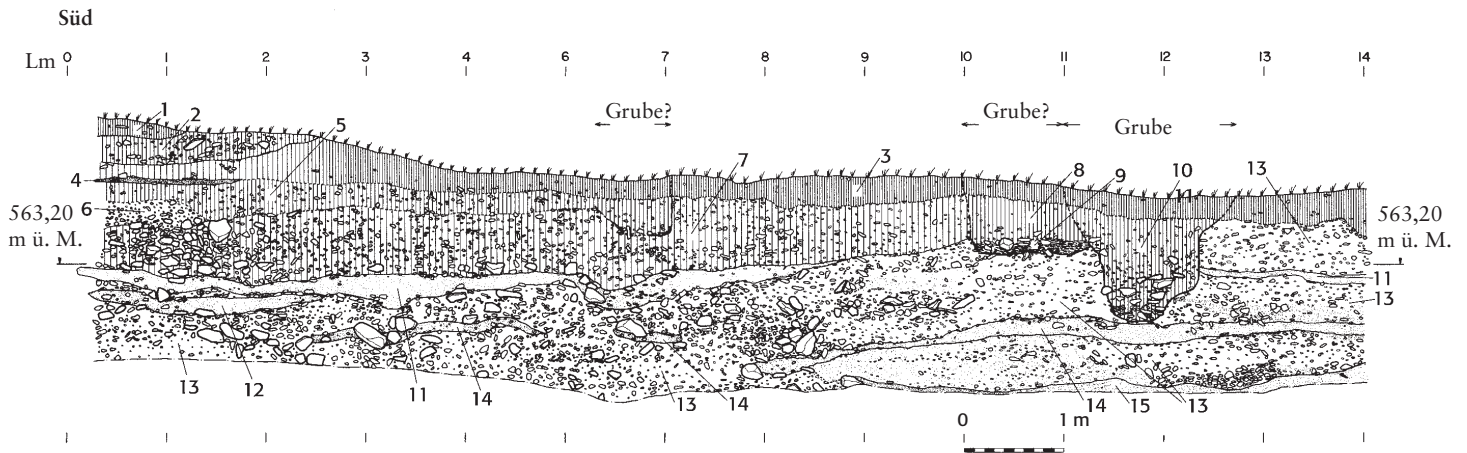 Süd
Lm 0 1 2 3 4 5 6 7 8 9 10 11 12 13 14
Grube? Grube? Grube
1 2 5 7 3 8 9 10 11 13
4
6
563,20
m ü. M.
563,20
m ü. M.
11
13
13 12 11 14 13 14 14 15 13
0 1 m